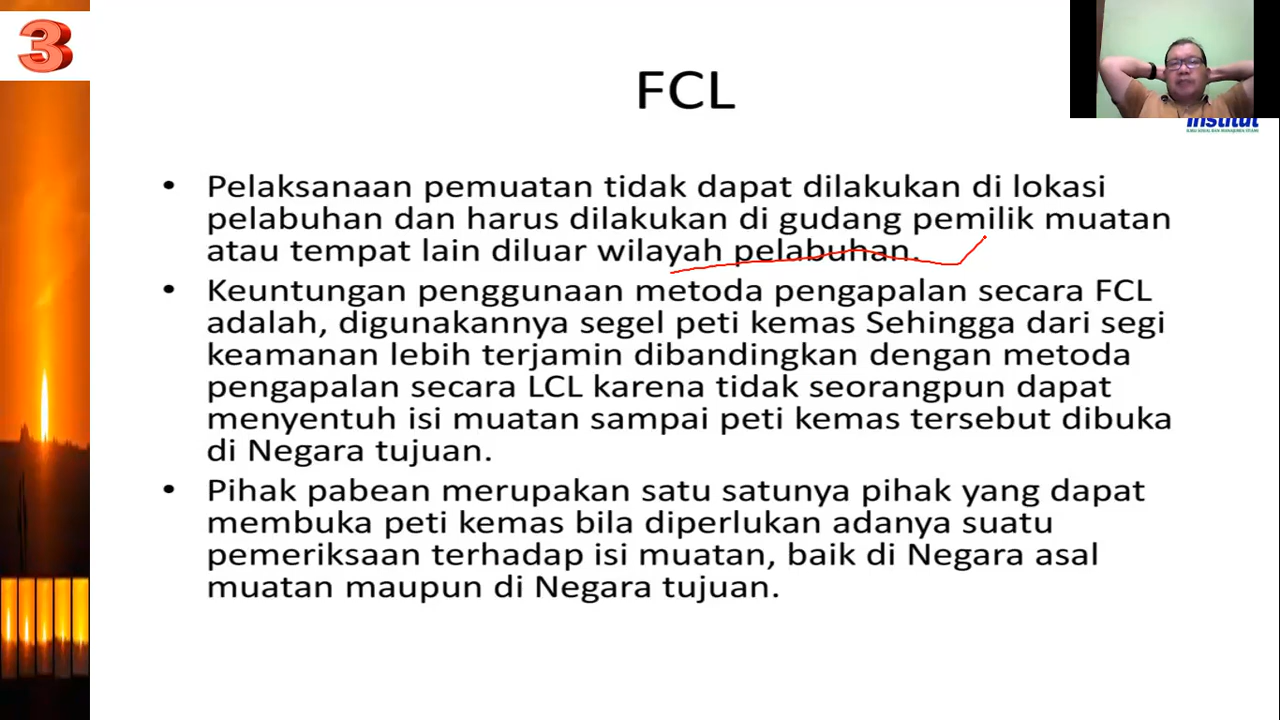 3
FCL
institut
• Pelaksanaan pemuatan tidak dapat dilakukan di lokasi
pelabuhan dan harus dilakukan di gudang pemilik muatan
atau tempat lain diluar wilayah pelabuhan.
• Keuntungan penggunaan metoda pengapalan secara FCL
adalah, digunakannya segel peti kemas Sehingga dari segi
keamanan lebih terjamin dibandingkan dengan metoda
pengapalan secara LCL karena tidak seorangpun dapat
menyentuh isi muatan sampai peti kemas tersebut dibuka
di Negara tujuan.
• Pihak pabean merupakan satu satunya pihak yang dapat
membuka peti kemas bila diperlukan adanya suatu
pemeriksaan terhadap isi muatan, baik di Negara asal
muatan maupun di Negara tujuan.